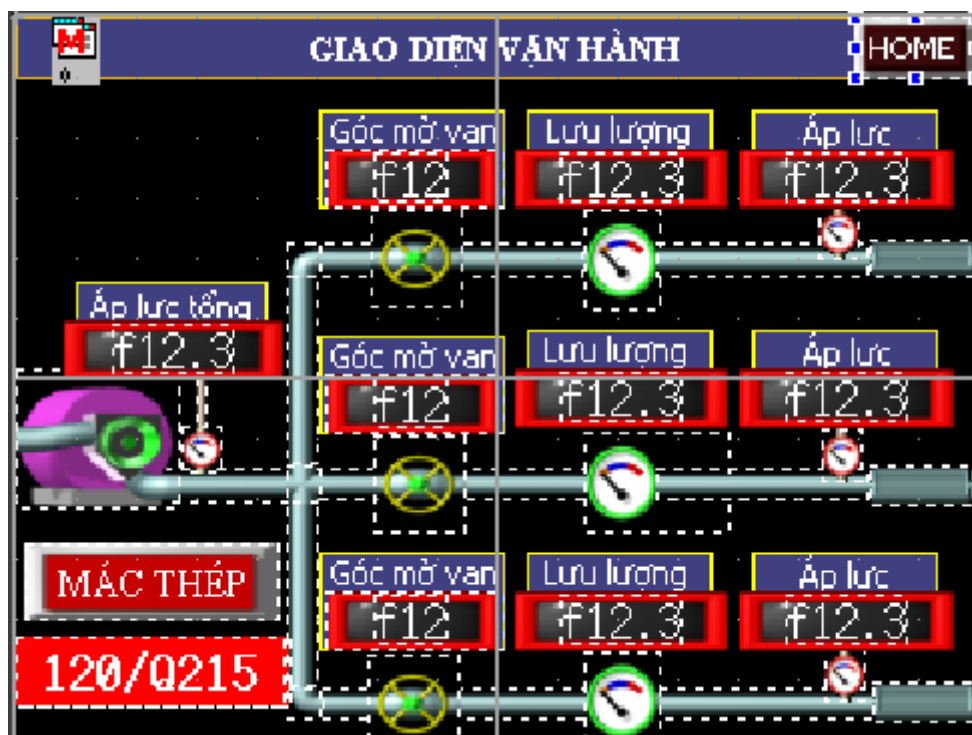 M
GIAO DIỆN VẬN HÀNH
HOME
Góc mở van
Lưu lượng
Áp lực
f12
f12.3
f12.3
Áp lực tổng
f12.3
Góc mở van
Lưu lượng
Áp lực
f12
f12.3
f12.3
MÁC THÉP
Góc mở van
Lưu lượng
Áp lực
f12
f12.3
f12.3
120/Q215